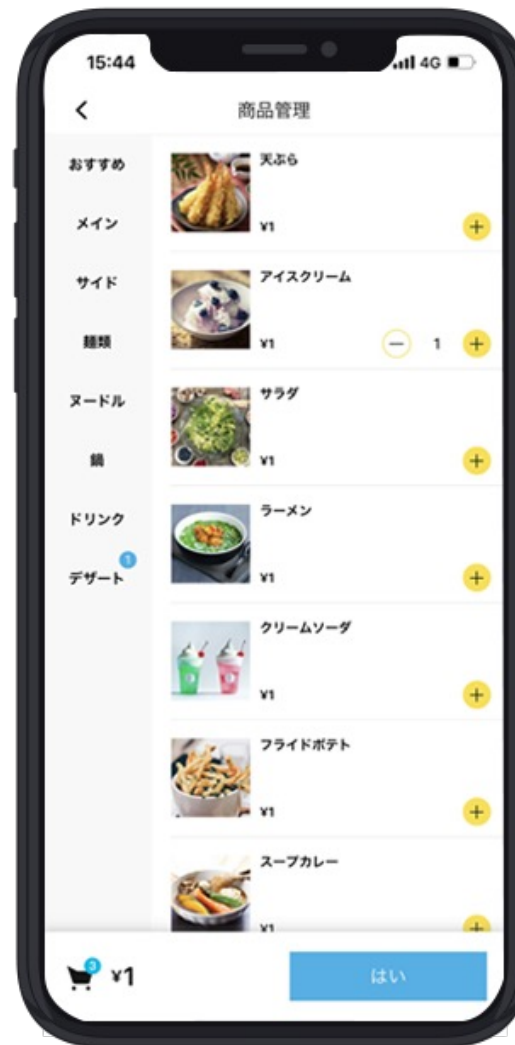 15:44
4G
商品管理
おすすめ
メイン
サイド
麺類
ヌードル
鍋
ドリンク
デザート
1
天ぷら
¥1
アイスクリーム
¥1
1
サラダ
¥1
ラーメン
¥1
クリームソーダ
¥1
フライドポテト
¥1
スープカレー
¥1
3
¥1
はい